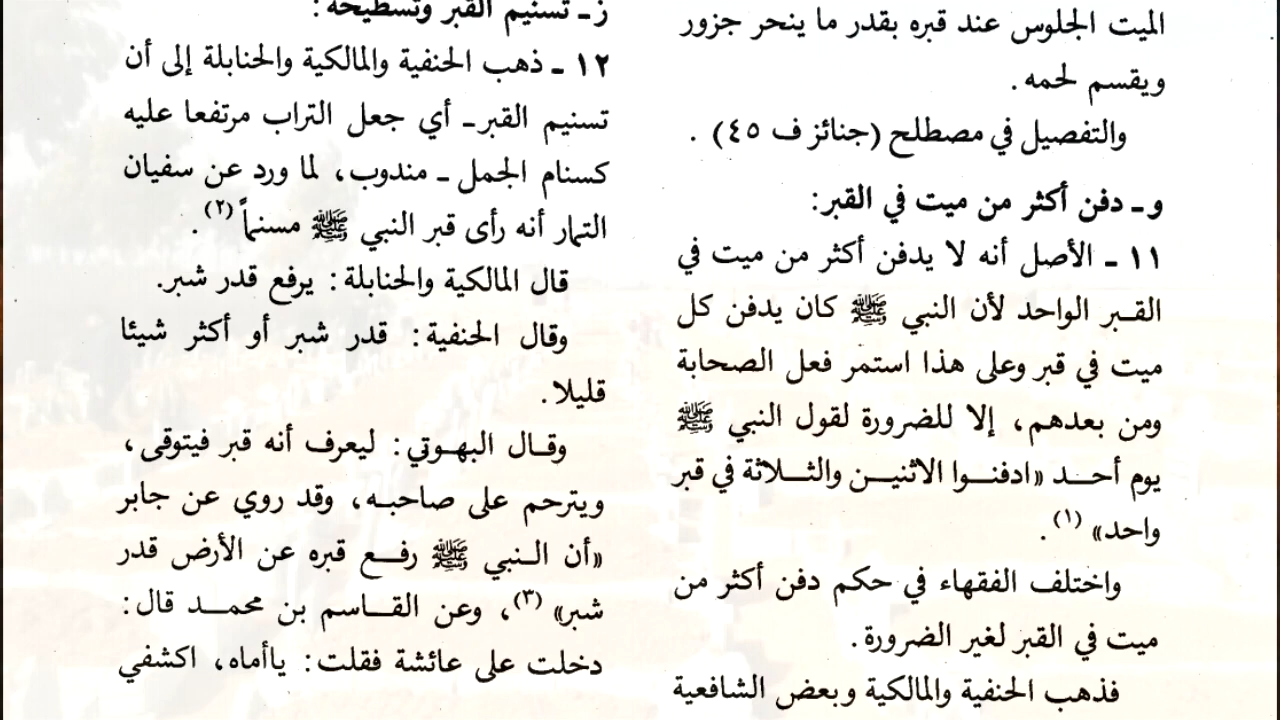 الميت الجلوس عند قبره بقدر ما ينحر جزور
ويقسم لحمه .
والتفصيل في مصطلح (جنائز ف ٤٥) .
و ـ دفن أكثر من ميت في القبر:
١١ ـ الأصل أنه لا يدفن أكثر من ميت في
القبر الواحد لأن النبي ﷺ كان يدفن كل
ميت في قبر وعلى هذا استمر فعل الصحابة
ومن بعدهم، إلا للضرورة لقول النبي ﷺ
يوم أحد «ادفنوا الاثنين والثلاثة في قبر
واحد» (١) .
واختلف الفقهاء في حكم دفن أكثر من
ميت في القبر لغير الضرورة .
فذهب الحنفية والمالكية وبعض الشافعية
ز ـ تسنيم القبر وتسطيحه :
١٢ ـ ذهب الحنفية والمالكية والحنابلة إلى أن
تسنيم القبر ـ أي جعل التراب مرتفعا عليه
كسنام الجمل ـ مندوب، لما ورد عن سفيان
التمار أنه رأى قبر النبي ﷺ مسنماً (٢) .
قال المالكية والحنابلة : يرفع قدر شبر.
وقال الحنفية : قدر شبر أو أكثر شيئا
قليلا .
وقال البهوتي : ليعرف أنه قبر فيتوقى ،
ويترحم على صاحبه، وقد روي عن جابر
«أن النبي ﷺ رفع قبره عن الأرض قدر
شبر» (٣)، وعن القاسم بن محمد قال :
دخلت على عائشة فقلت : ياأماه، اكشفي